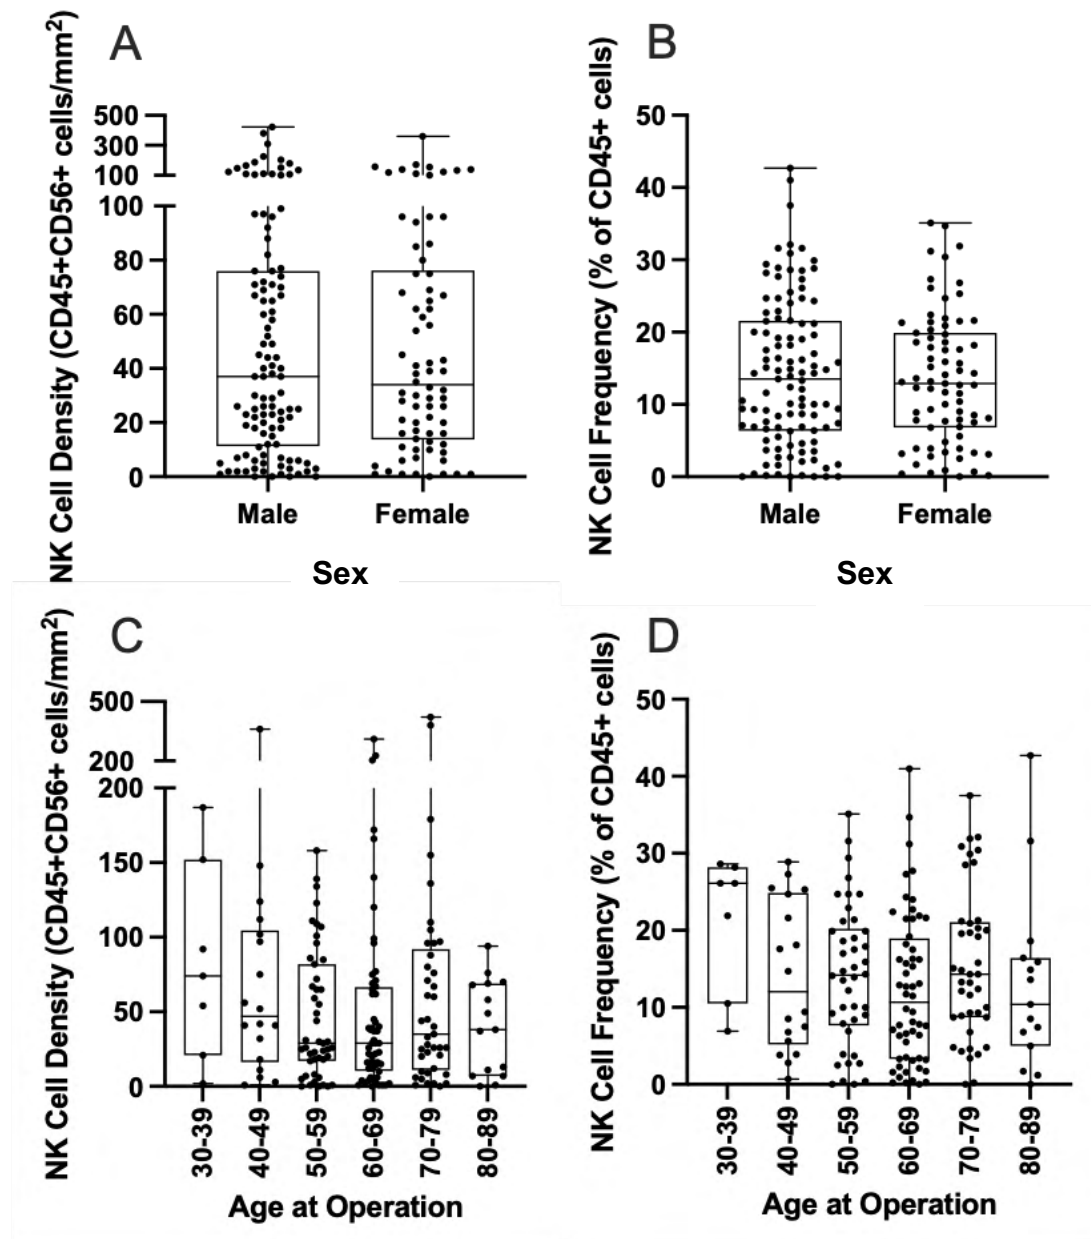 A
NK Cell Density (CD45+CD56+ cells/mm²)
500
300
100
100
80
60
40
20
0
Male Female
Sex
B
NK Cell Frequency (% of CD45+ cells)
50
40
30
20
10
0
Male Female
Sex
C
NK Cell Density (CD45+CD56+ cells/mm²)
500
200
200
150
100
50
0
30-39 40-49 50-59 60-69 70-79 80-89
Age at Operation
D
NK Cell Frequency (% of CD45+ cells)
50
40
30
20
10
0
30-39 40-49 50-59 60-69 70-79 80-89
Age at Operation